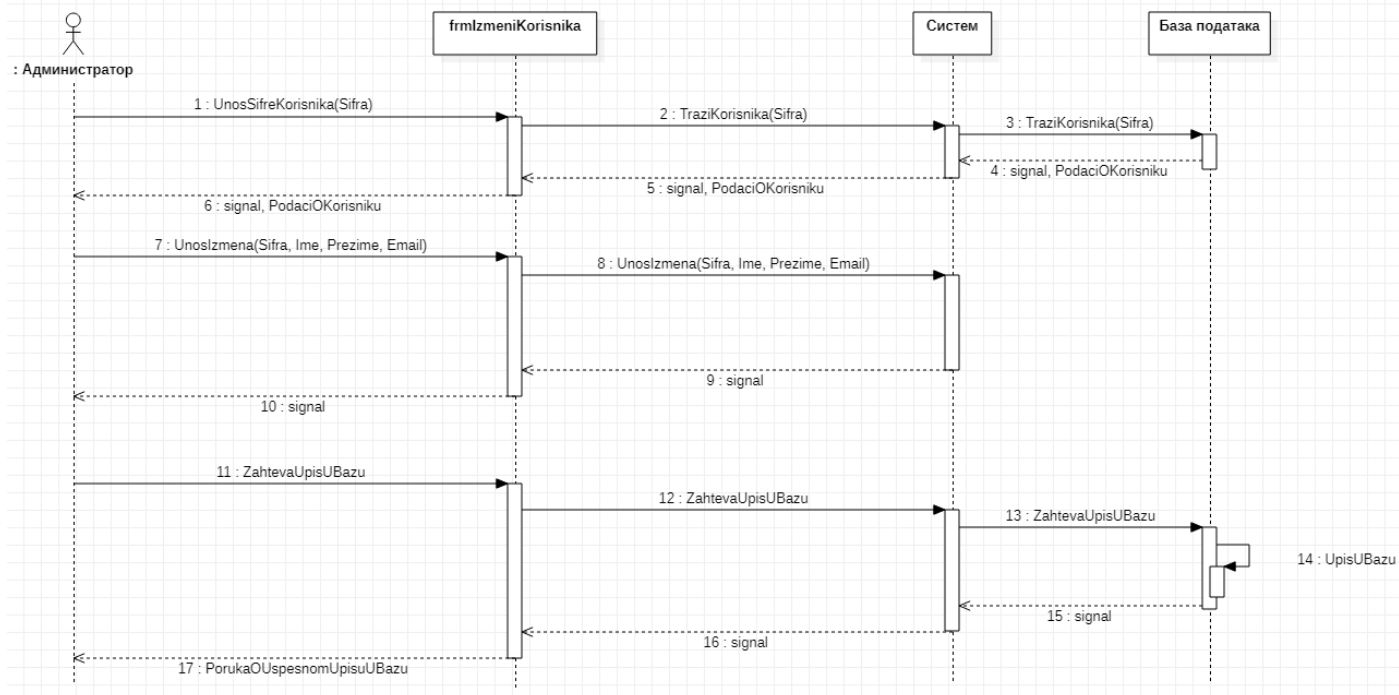 frmIzmeniKorisnika
Систем
База података
: Администратор
1 : UnosSifreKorisnika(Sifra)
2 : TraziKorisnika(Sifra)
3 : TraziKorisnika(Sifra)
4 : signal, PodaciOKorisniku
5 : signal, PodaciOKorisniku
6 : signal, PodaciOKorisniku
7 : UnosIzmena(Sifra, Ime, Prezime, Email)
8 : UnosIzmena(Sifra, Ime, Prezime, Email)
9 : signal
10 : signal
11 : ZahtevaUpisUBazu
12 : ZahtevaUpisUBazu
13 : ZahtevaUpisUBazu
14 : UpisUBazu
15 : signal
16 : signal
17 : PorukaOUspesnomUpisuUBazu